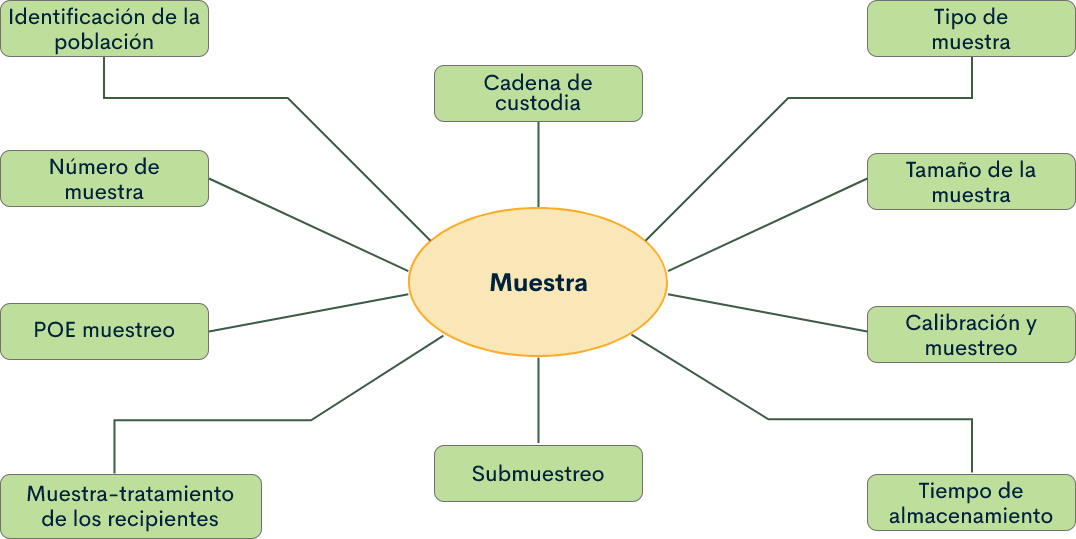 Identificación de la
población
Tipo de
muestra
Cadena de
custodia
Número de
muestra
Tamaño de la
muestra
Muestra
POE muestreo
Calibración y
muestreo
Muestra-tratamiento
de los recipientes
Submuestreo
Tiempo de
almacenamiento